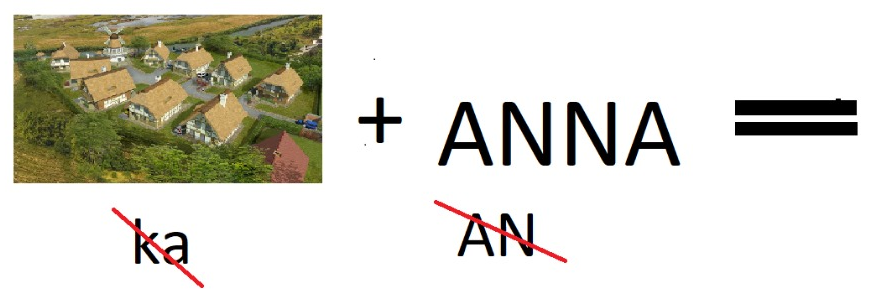 + ANNA =
ka AN